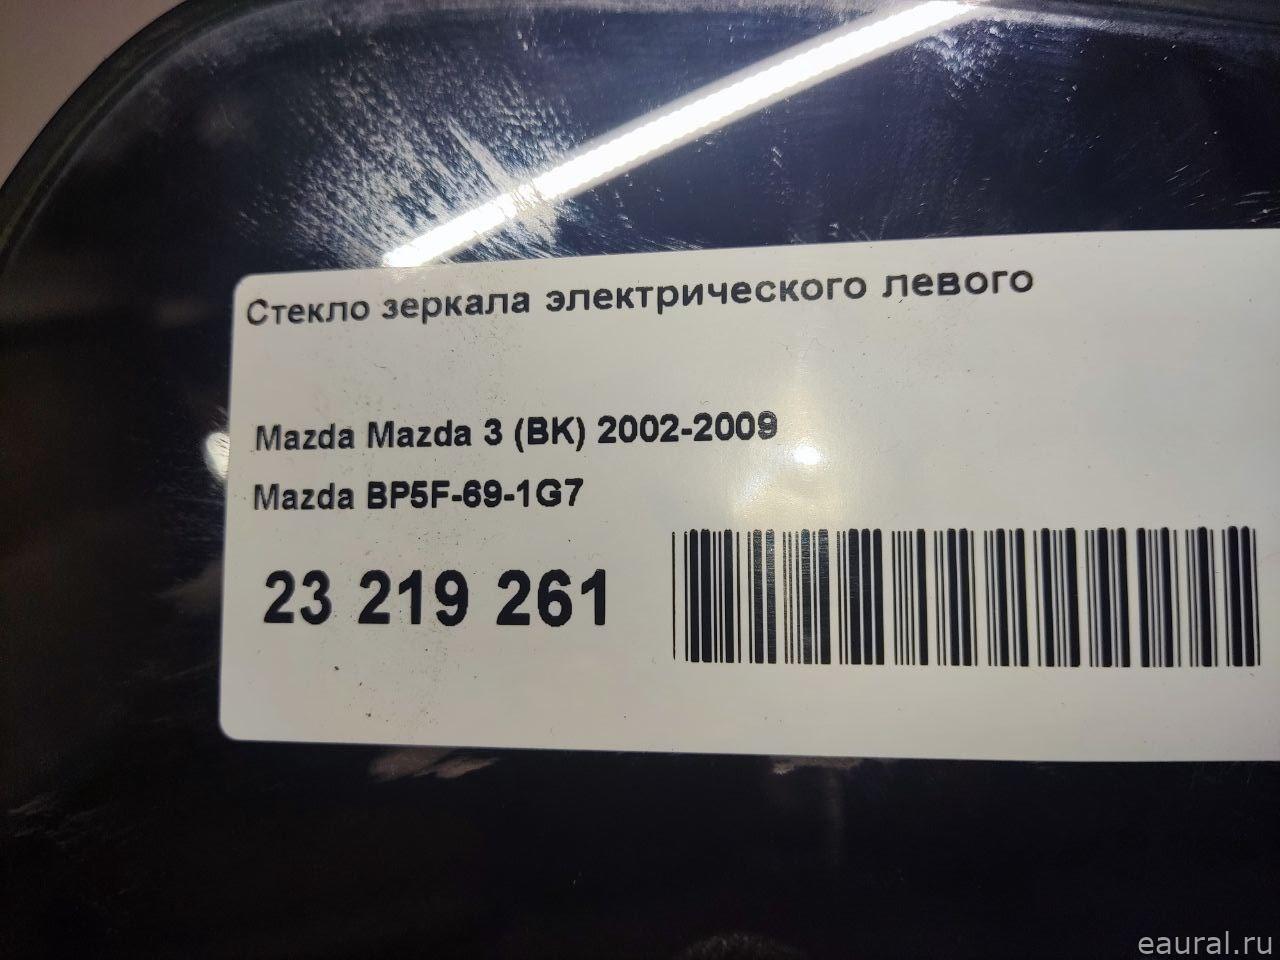 Стекло зеркала электрического левого
Mazda Mazda 3 (BK) 2002-2009
Mazda BP5F-69-1G7
23 219 261
eaural.ru